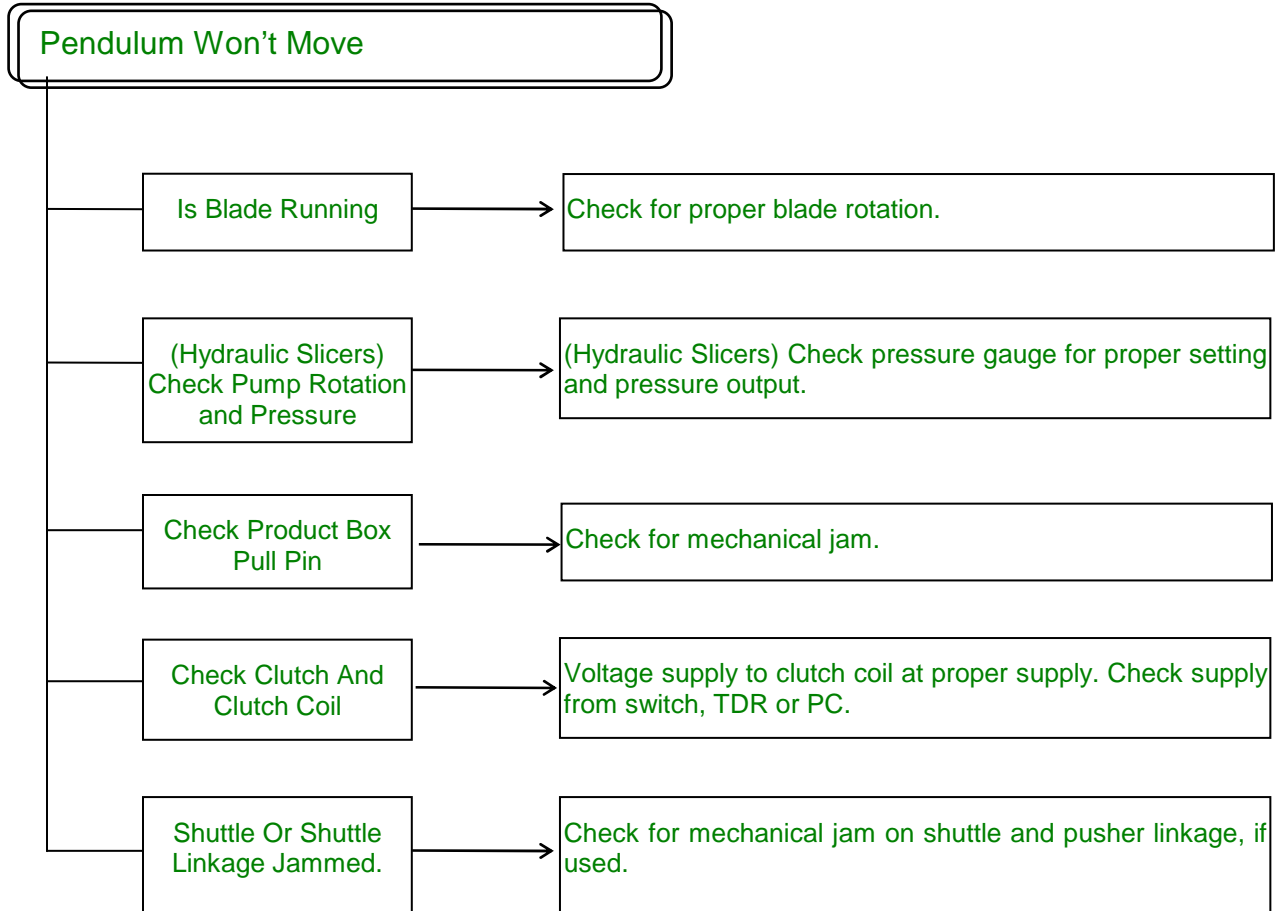 Pendulum Won’t Move
Is Blade Running
Check for proper blade rotation.
(Hydraulic Slicers)
Check Pump Rotation
and Pressure
(Hydraulic Slicers) Check pressure gauge for proper setting
and pressure output.
Check Product Box
Pull Pin
Check for mechanical jam.
Check Clutch And
Clutch Coil
Voltage supply to clutch coil at proper supply. Check supply
from switch, TDR or PC.
Shuttle Or Shuttle
Linkage Jammed.
Check for mechanical jam on shuttle and pusher linkage, if
used.